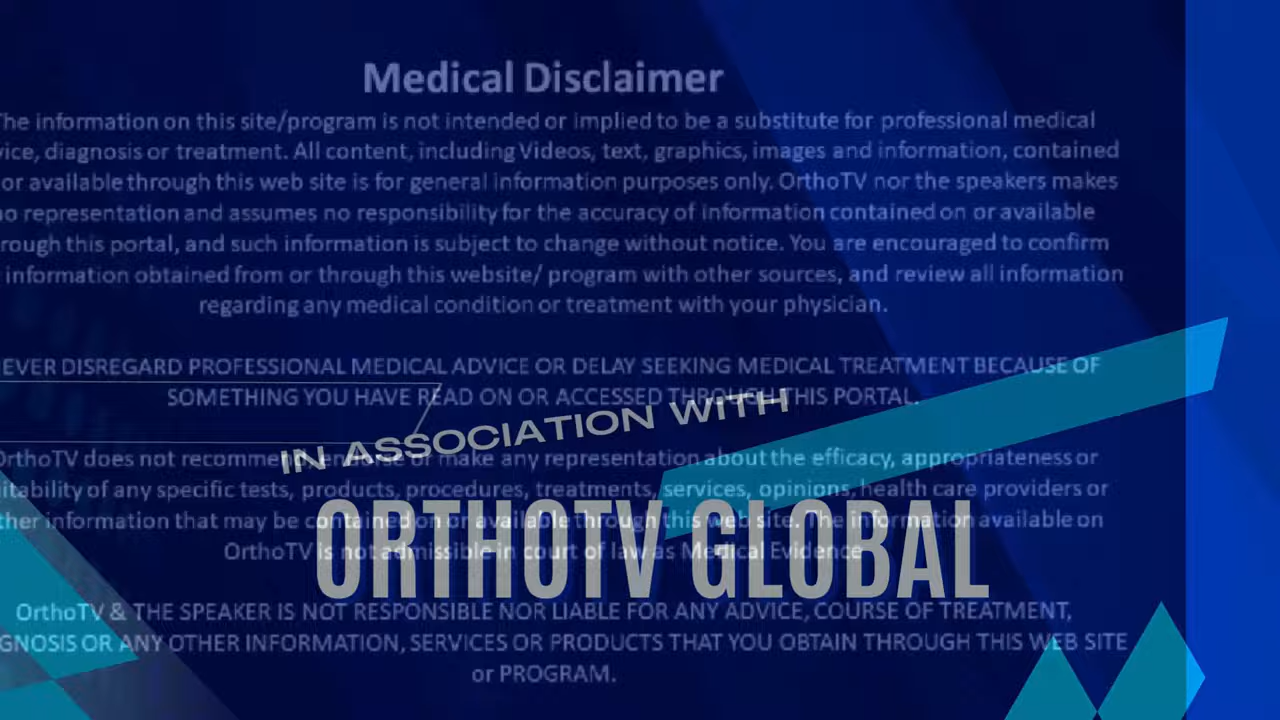 Medical Disclaimer
he information on this site/program is not intended or implied to be a substitute for professional medical
ice, diagnosis or treatment. All content, including Videos, text, graphics, images and information, contained
or available through this web site is for general information purposes only. OrthoTV nor the speakers makes
o representation and assumes no responsibility for the accuracy of information contained on or available
rough this portal, and such information is subject to change without notice. You are encouraged to confirm
information obtained from or through this website/ program with other sources, and review all information
regarding any medical condition or treatment with your physician.
EVER DISREGARD PROFESSIONAL MEDICAL ADVICE OR DELAY SEEKING MEDICAL TREATMENT BECAUSE OF
SOMETHING YOU HAVE READ ON OR ACCESSED THROUGH THIS PORTAL.
IN ASSOCIATION WITH
OrthoTV does not recommend endorse or make any representation about the efficacy, appropriateness or
itability of any specific tests, products, procedures, treatments, services, opinions, health care providers or
ther information that may be contained on or available through this web site. The information available on
OrthoTV is not admissible in court of law as Medical Evidence
ORTHOTV GLOBAL
OrthoTV & THE SPEAKER IS NOT RESPONSIBLE NOR LIABLE FOR ANY ADVICE, COURSE OF TREATMENT,
GNOSIS OR ANY OTHER INFORMATION, SERVICES OR PRODUCTS THAT YOU OBTAIN THROUGH THIS WEB SITE
or PROGRAM.